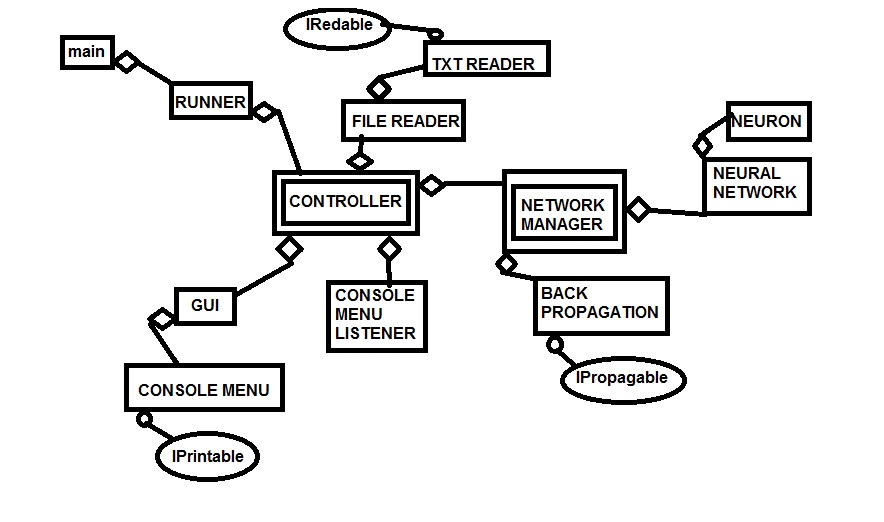 IRedable
main
TXT READER
RUNNER
FILE READER
NEURON
NEURAL
NETWORK
CONTROLLER
NETWORK
MANAGER
GUI
CONSOLE
MENU
LISTENER
BACK
PROPAGATION
IPropagable
CONSOLE MENU
IPrintable